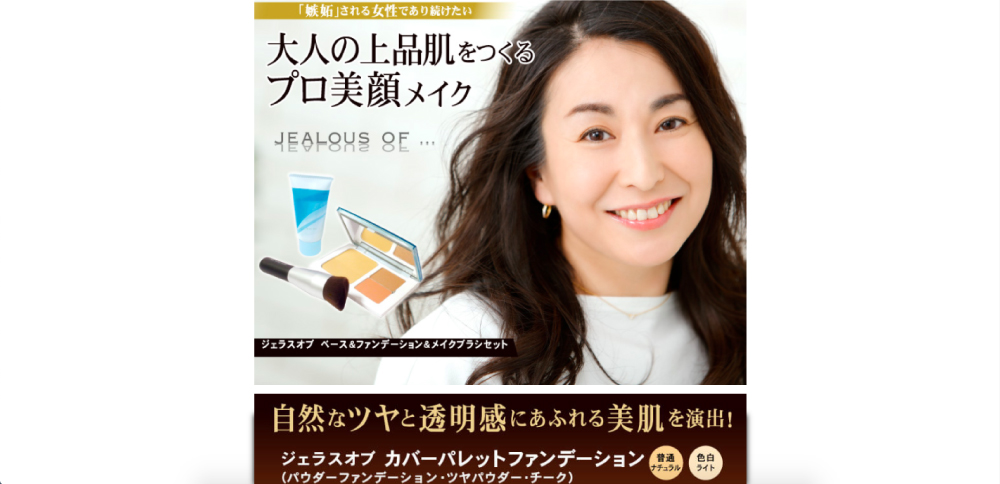 「嫉妬」される女性であり続けたい
大人の上品肌をつくる
プロ美顔メイク
JEALOUS OF ...
ジェラスオブ ベース&ファンデーション&メイクブラシセット
自然なツヤと透明感にあふれる美肌を演出!
ジェラスオブ カバーパレットファンデーション
普通
ナチュラル
色白
ライト
(パウダーファンデーション・ツヤパウダー・チーク)